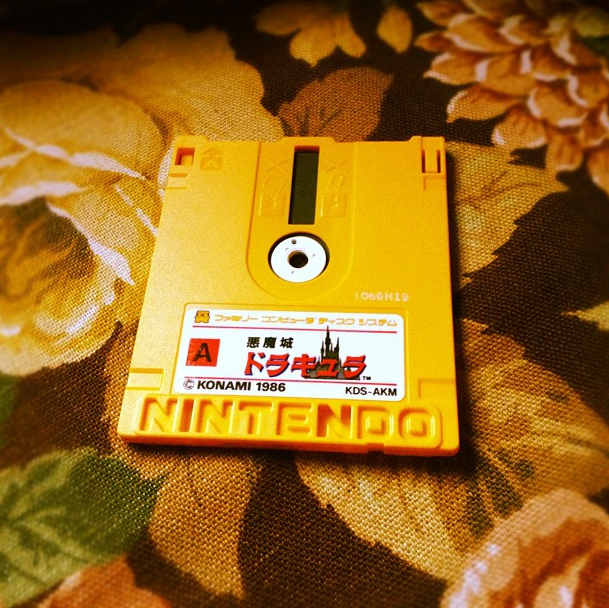 1066H19
ファミリー コンピュータ ディスク システム
A
悪魔城
ドラキュラ
TM
© KONAMI 1986
KDS-AKM
NINTENDO